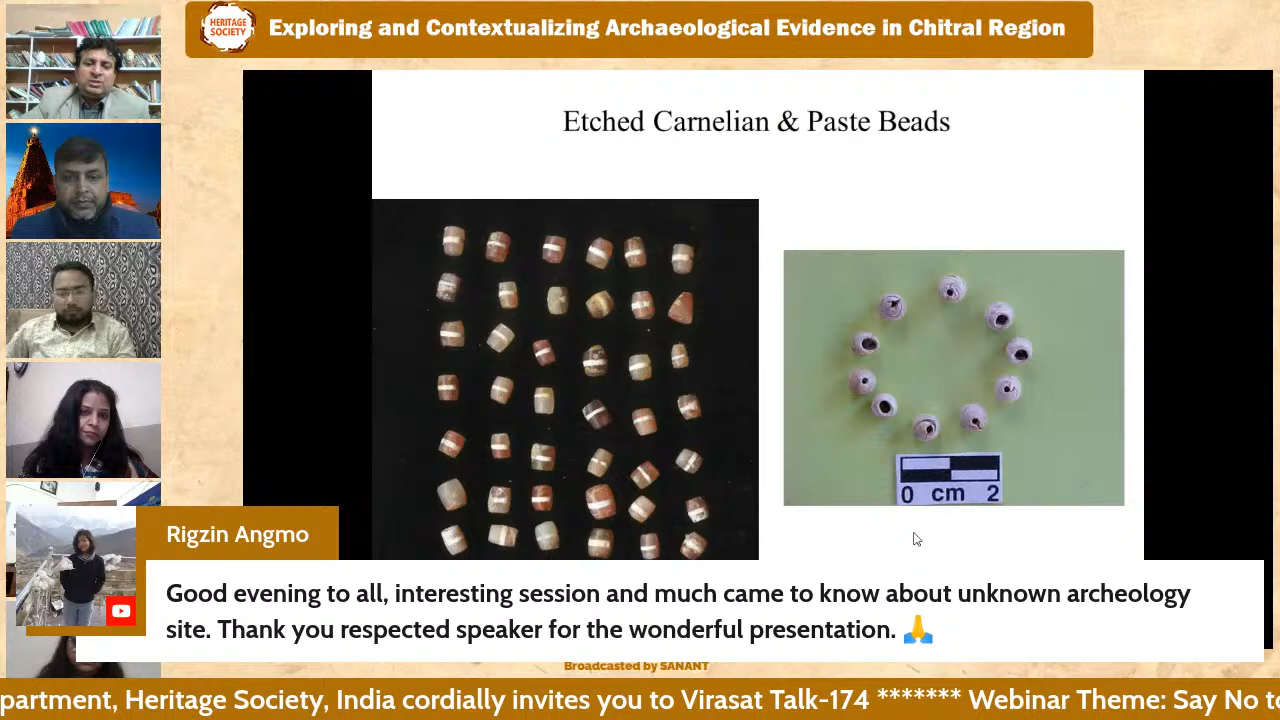 HERITAGE
SOCIETY
Exploring and Contextualizing Archaeological Evidence in Chitral Region
Etched Carnelian & Paste Beads
0 cm 2
Rigzin Angmo
Good evening to all, interesting session and much came to know about unknown archeology
site. Thank you respected speaker for the wonderful presentation. 🙏
Broadcasted by SANANT
partment, Heritage Society, India cordially invites you to Virasat Talk-174 ******* Webinar Theme: Say No to